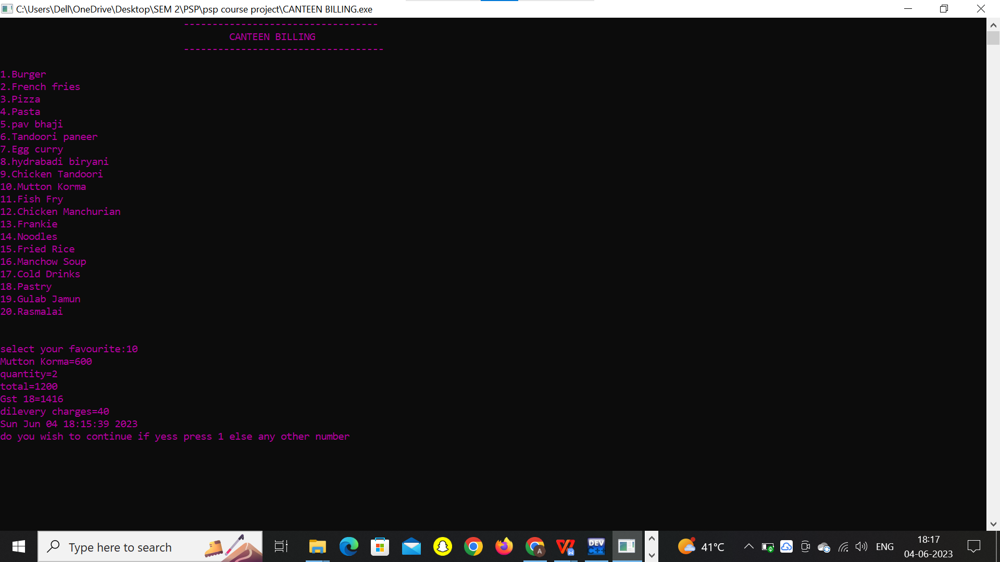 C:\Users\Dell\OneDrive\Desktop\SEM 2\PSP\psp course project\CANTEEN BILLING.exe
----------------------------------
CANTEEN BILLING
-----------------------------------
1.Burger
2.French fries
3.Pizza
4.Pasta
5.pav bhaji
6.Tandoori paneer
7.Egg curry
8.hydrabadi biryani
9.Chicken Tandoori
10.Mutton Korma
11.Fish Fry
12.Chicken Manchurian
13.Frankie
14.Noodles
15.Fried Rice
16.Manchow Soup
17.Cold Drinks
18.Pastry
19.Gulab Jamun
20.Rasmalai
select your favourite:10
Mutton Korma=600
quantity=2
total=1200
Gst 18=1416
dilevery charges=40
Sun Jun 04 18:15:39 2023
do you wish to continue if yess press 1 else any other number
Type here to search
A
W
DEV
C++
41°C
ENG
18:17
04-06-2023